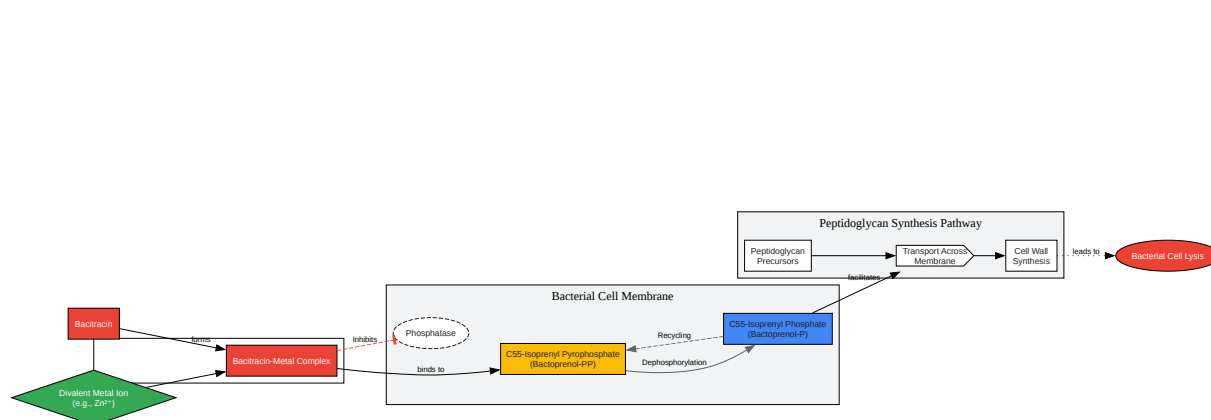 Peptidoglycan Synthesis Pathway
Peptidoglycan
Precursors
Transport Across
Membrane
Cell Wall
Synthesis
leads to
Bacterial Cell Lysis
facilitates
Bacterial Cell Membrane
Bacitracin
forms
Bacitracin-Metal Complex
Inhibits
Phosphatase
binds to
C55-Isoprenyl Pyrophosphate
(Bactoprenol-PP)
Recycling
Dephosphorylation
C55-Isoprenyl Phosphate
(Bactoprenol-P)
Divalent Metal Ion
(e.g., Zn²⁺)